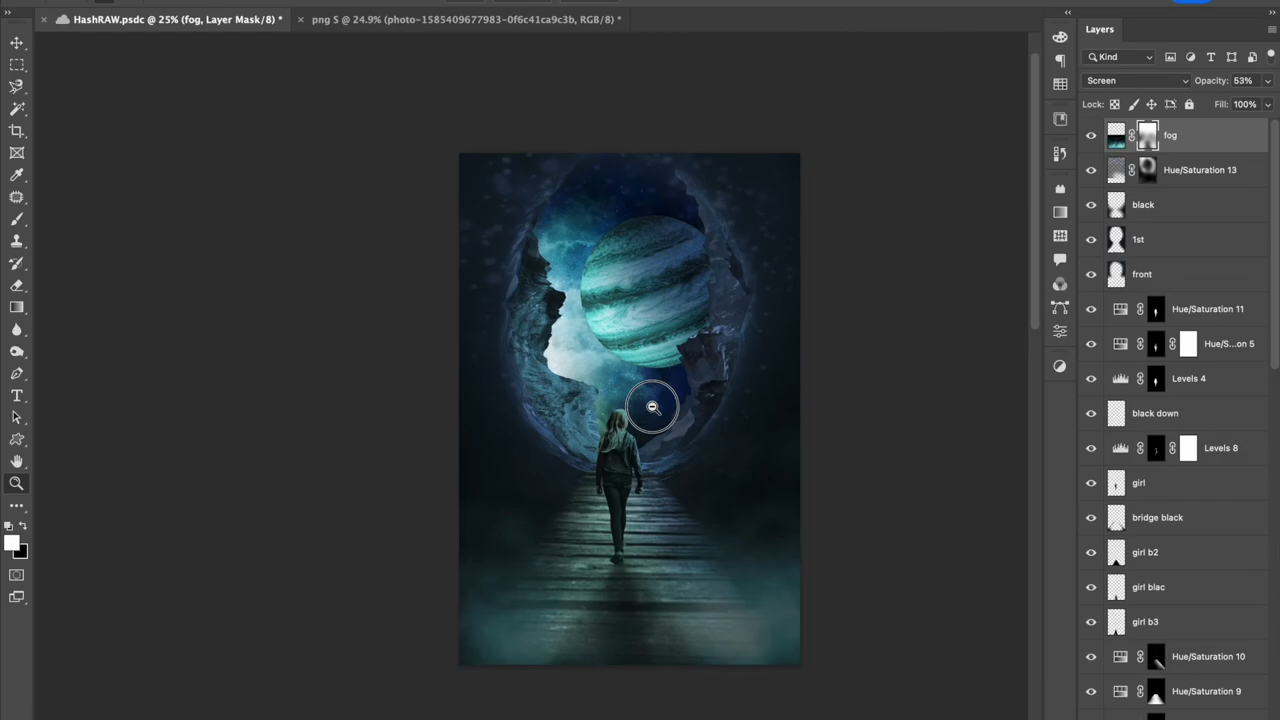 HashRAW.psdc @ 25% (fog, Layer Mask/8) *
png S @ 24.9% (photo-1585409677983-0f6c41ca9c3b, RGB/8) *
Layers
Kind
Screen
Opacity: 53%
Lock:
Fill: 100%
fog
Hue/Saturation 13
black
1st
front
Hue/Saturation 11
Hue/S...on 5
Levels 4
black down
Levels 8
girl
bridge black
girl b2
girl blac
girl b3
Hue/Saturation 10
Hue/Saturation 9